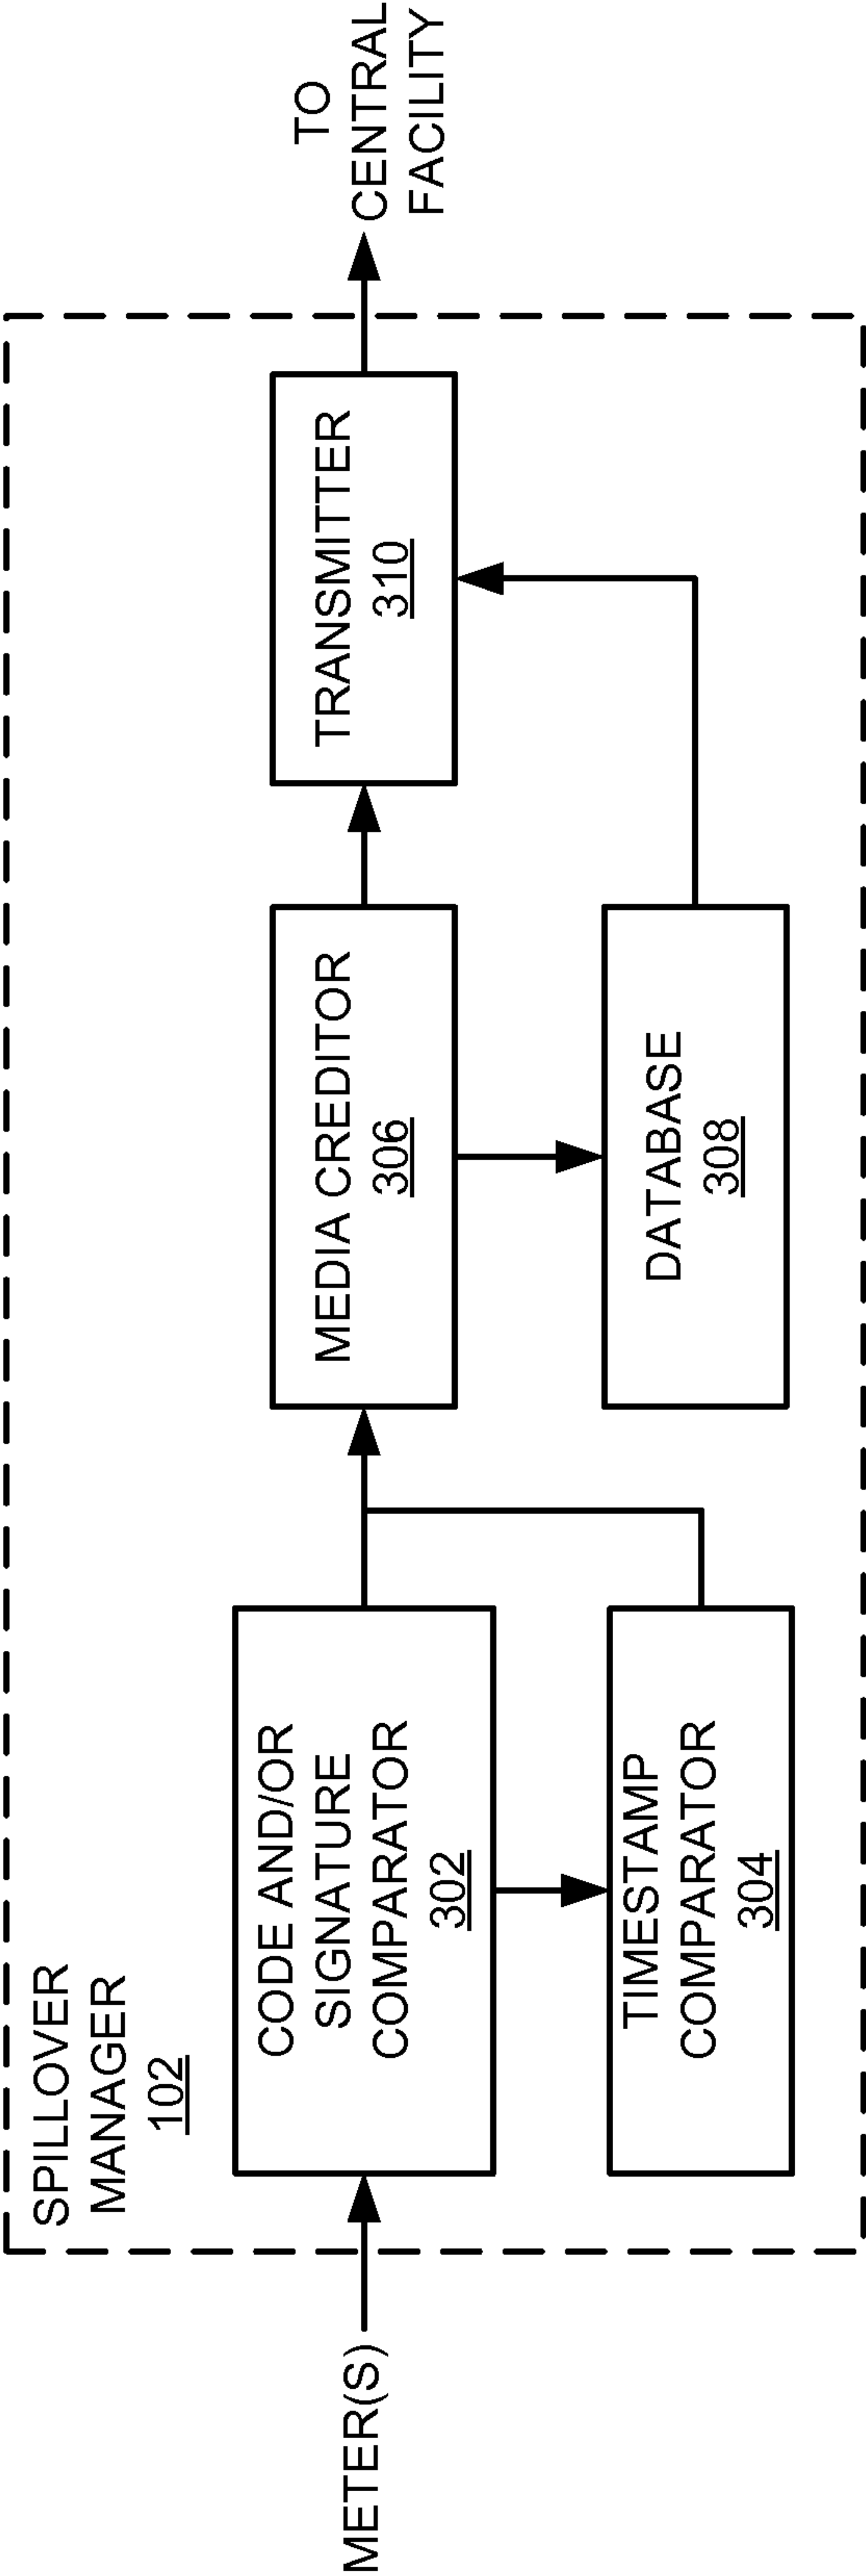 SPILLOVER
MANAGER
102
METER(S)
CODE AND/OR
SIGNATURE
COMPARATOR
302
TIMESTAMP
COMPARATOR
304
MEDIA CREDITOR
306
DATABASE
308
TRANSMITTER
310
TO
CENTRAL
FACILITY